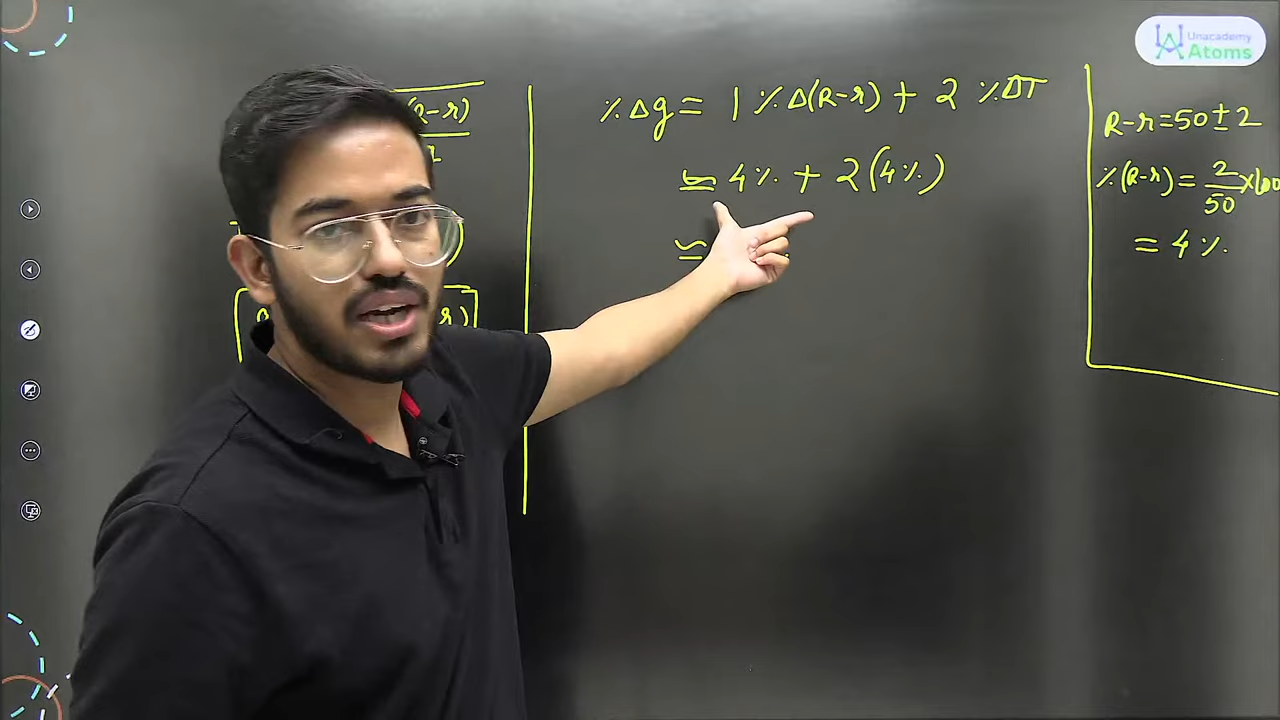 Unacademy
Atoms
(R-r)
r)
% Δg = 1 % Δ(R-r) + 2 % ΔT
≃ 4% + 2(4%)
≃
R-r = 50 ± 2
%(R-r) = 2/50 × 100
= 4%